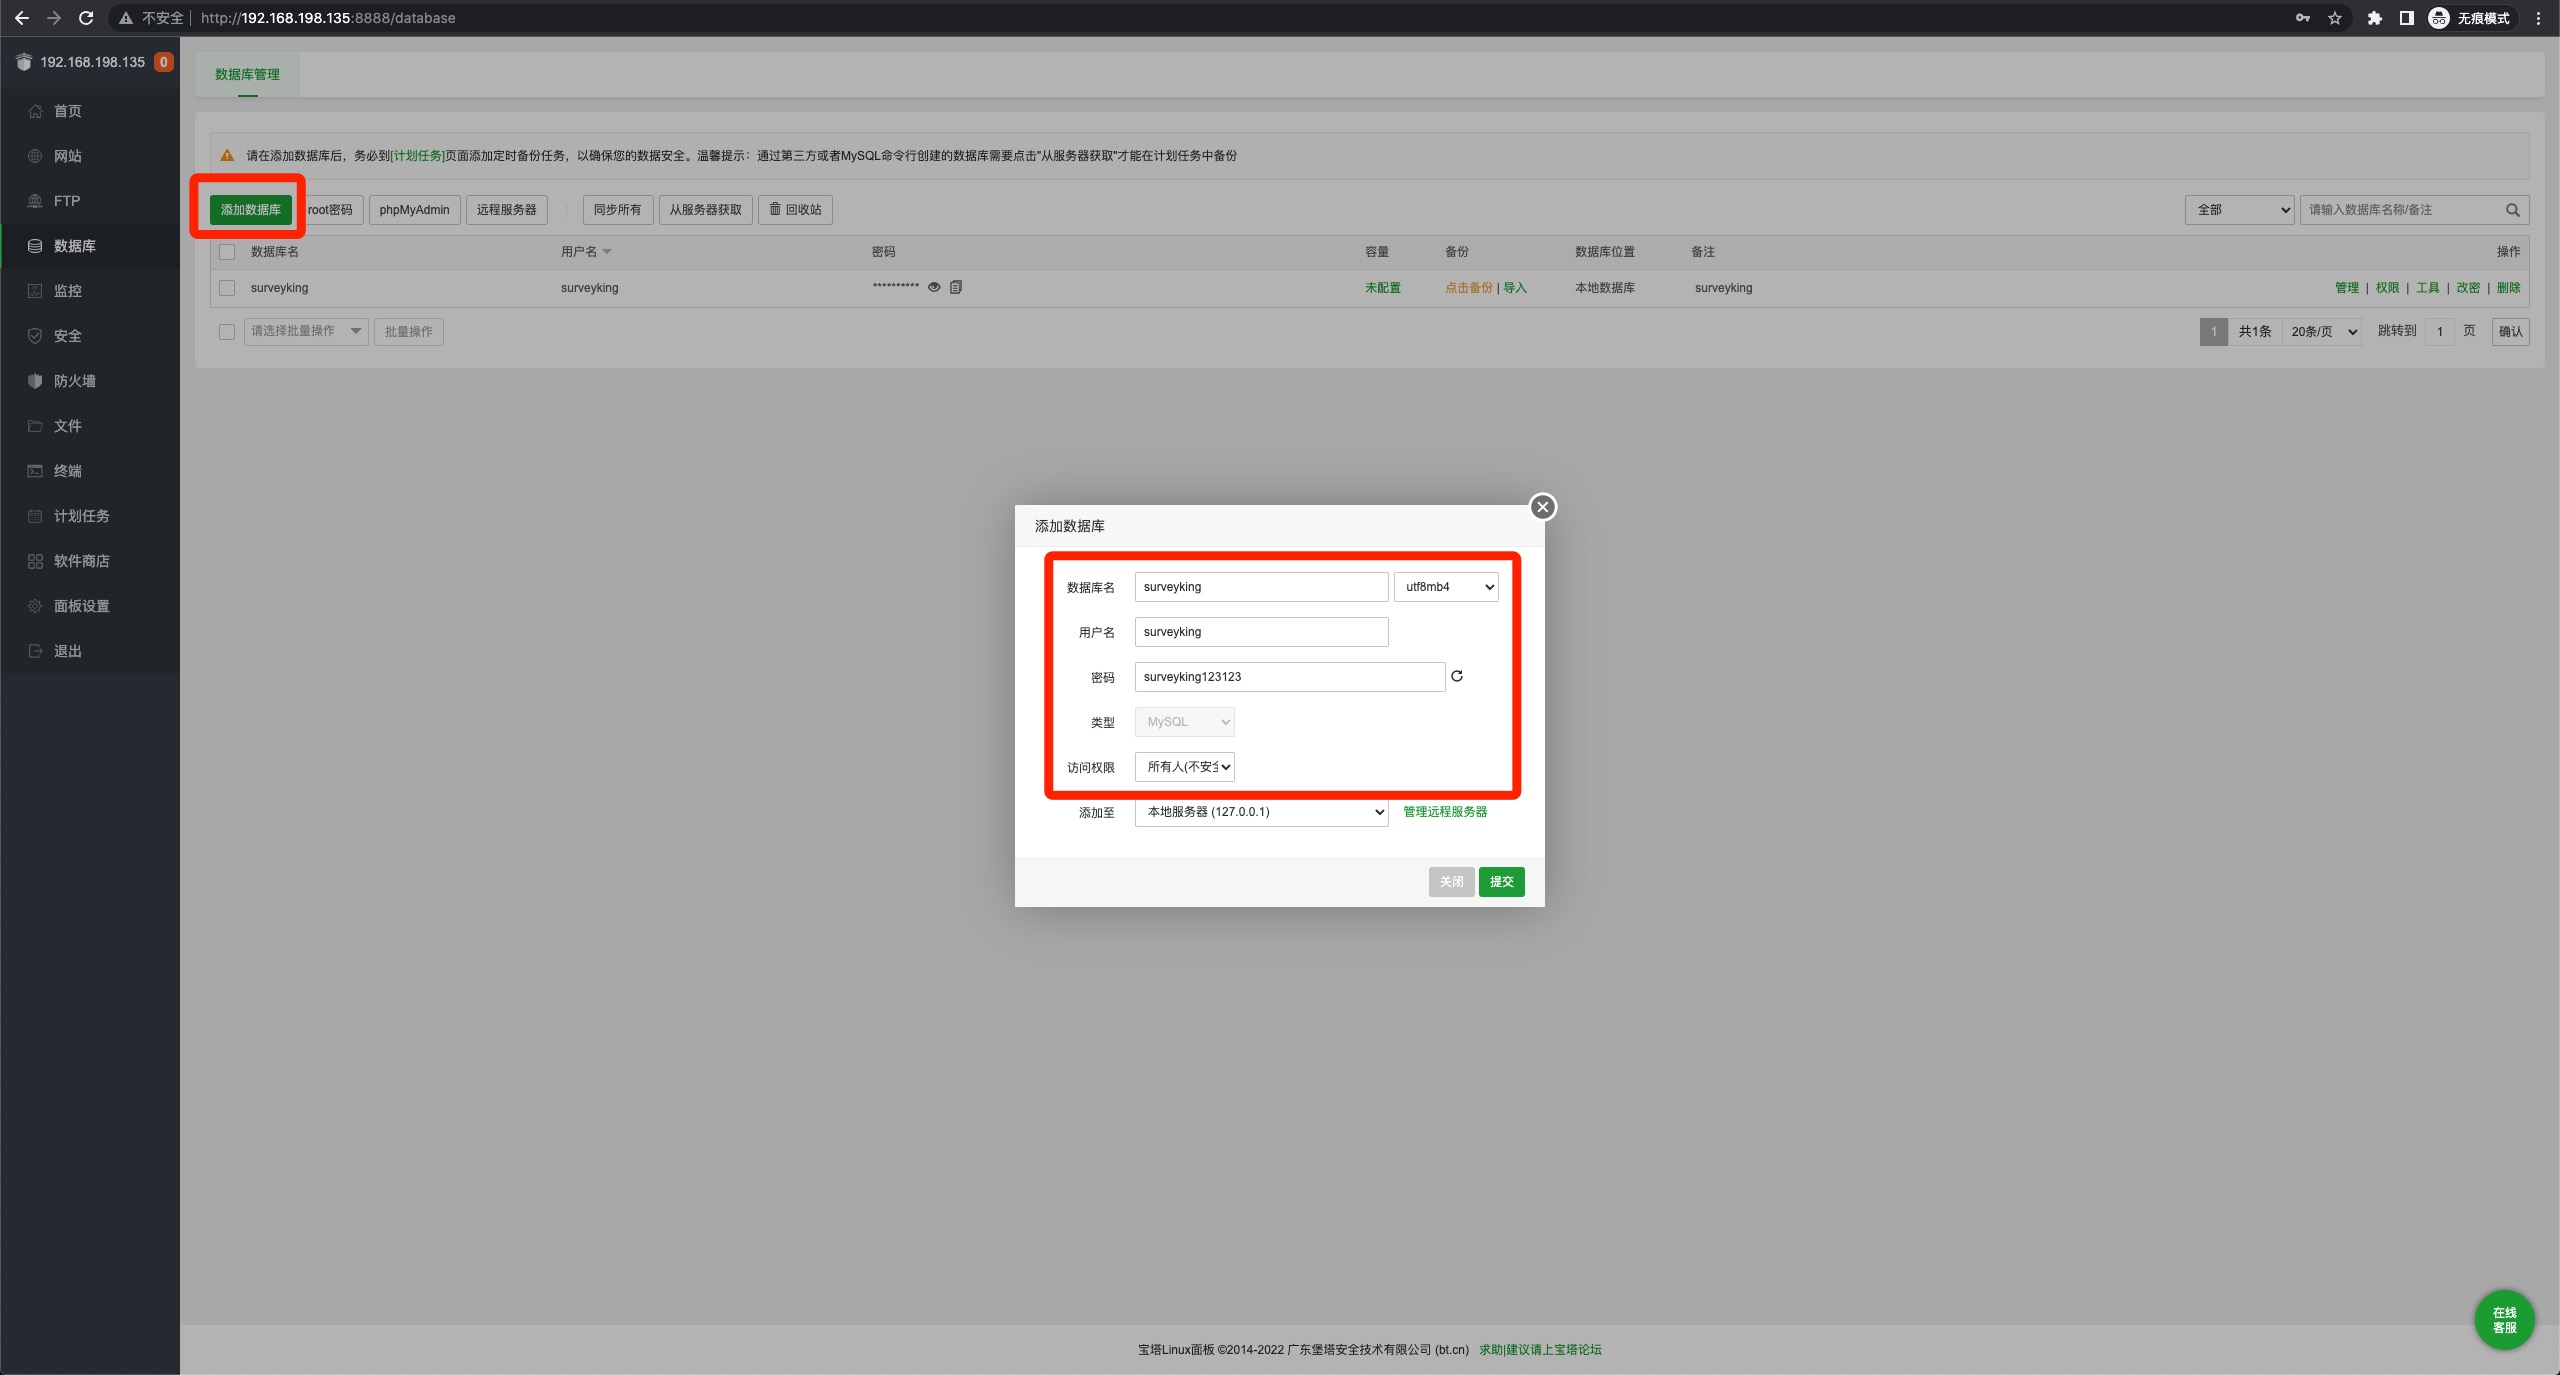 不安全 | http://192.168.198.135:8888/database
无痕模式
192.168.198.135 0
首页
网站
FTP
数据库
监控
安全
防火墙
文件
终端
计划任务
软件商店
面板设置
退出
数据库管理
请在添加数据库后，务必到[计划任务]页面添加定时备份任务，以确保您的数据安全。温馨提示：通过第三方或者MySQL命令行创建的数据库需要点击"从服务器获取"才能在计划任务中备份
添加数据库 root密码 phpMyAdmin 远程服务器 同步所有 从服务器获取 回收站 全部 请输入数据库名称/备注
数据库名 用户名 密码 容量 备份 数据库位置 备注 操作
surveyking surveyking ********** 未配置 点击备份 | 导入 本地数据库 surveyking 管理 | 权限 | 工具 | 改密 | 删除
请选择批量操作 批量操作 1 共1条 20条/页 跳转到 1 页 确认
添加数据库
数据库名 surveyking utf8mb4
用户名 surveyking
密码 surveyking123123
类型 MySQL
访问权限 所有人(不安
添加至 本地服务器 (127.0.0.1) 管理远程服务器
关闭 提交
在线
客服
宝塔Linux面板 ©2014-2022 广东堡塔安全技术有限公司 (bt.cn) 求助|建议请上宝塔论坛